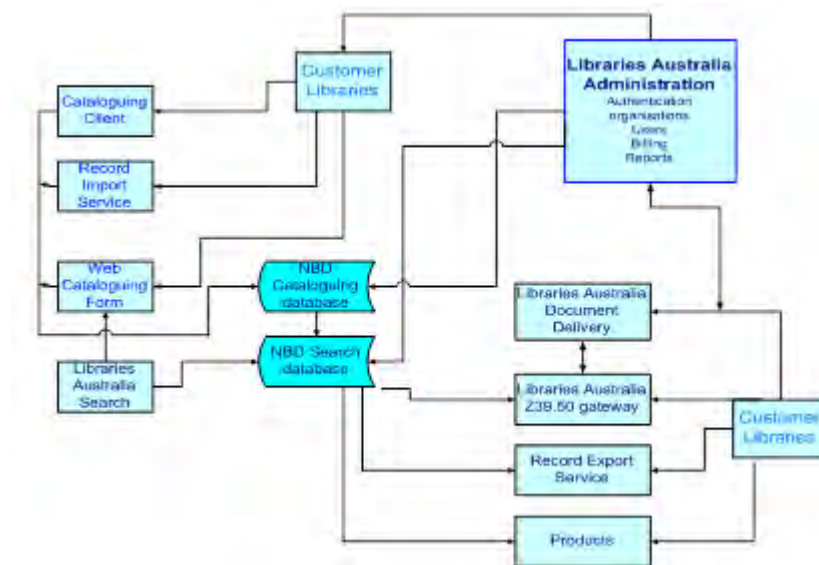 Customer
Libraries
Libraries Australia
Administration
Authentication
organisations
Users
Billing
Reports
Cataloguing
Client
Record
Import
Service
Web
Cataloguing
Form
NBD
Cataloguing
database
Libraries Australia
Document
Delivery
NBD Search
database
Libraries
Australia
Search
Libraries Australia
Z39.50 gateway
Customer
Libraries
Record Export
Service
Products